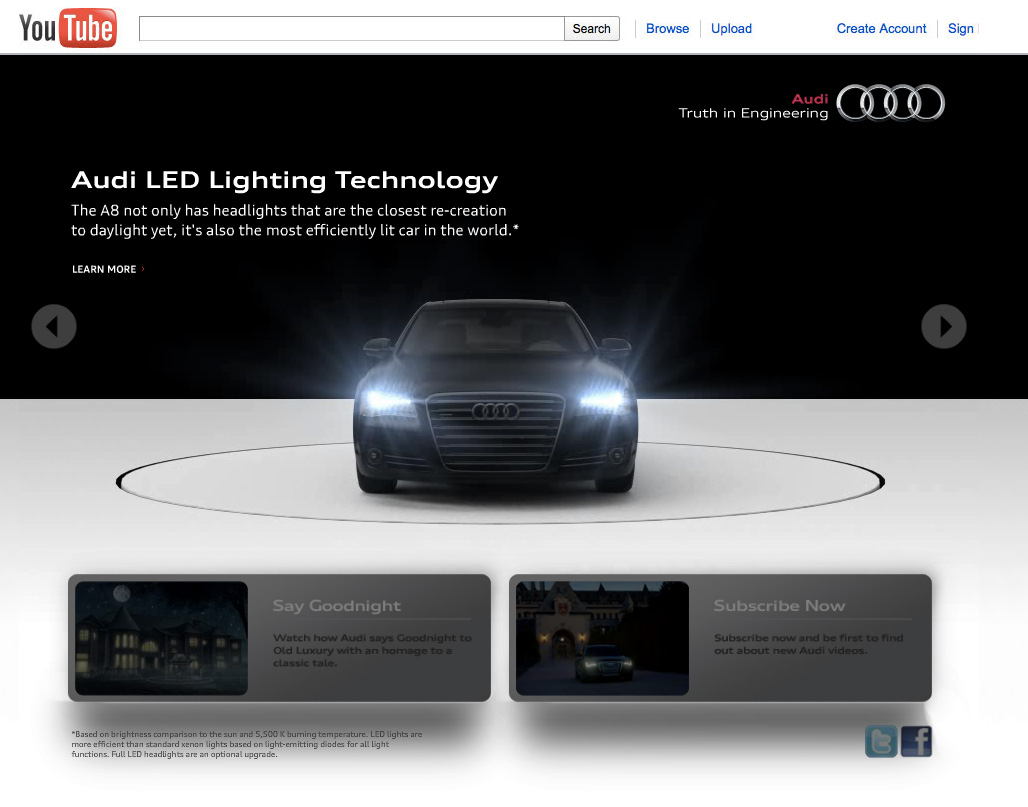 YouTube Search Browse Upload Create Account Sign
Audi
Truth in Engineering
Audi LED Lighting Technology
The A8 not only has headlights that are the closest re-creation
to daylight yet, it's also the most efficiently lit car in the world.*
LEARN MORE ›
Say Goodnight
Watch how Audi says Goodnight to
Old Luxury with an homage to a
classic tale.
Subscribe Now
Subscribe now and be first to find
out about new Audi videos.
*Based on brightness comparison to the sun and 5,500 K burning temperature. LED lights are
more efficient than standard xenon lights based on light-emitting diodes for all light
functions. Full LED headlights are an optional upgrade.